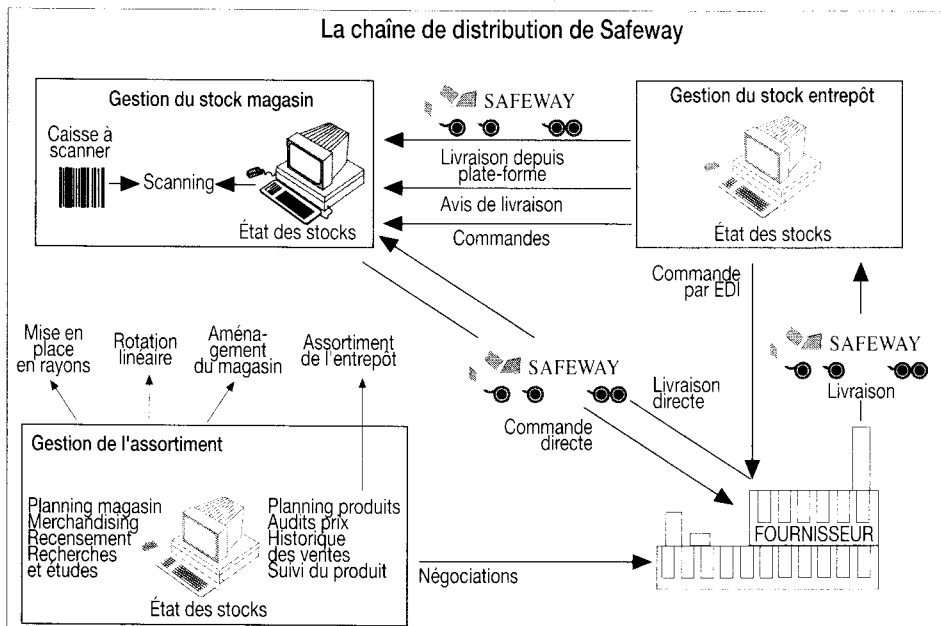 La chaîne de distribution de Safeway
Gestion du stock magasin
Caisse à
scanner
Scanning
État des stocks
SAFEWAY
Livraison depuis
plate-forme
Avis de livraison
Commandes
Gestion du stock entrepôt
État des stocks
Commande
par EDI
SAFEWAY
Livraison
Mise en
place
en rayons
Rotation
linéaire
Aména-
gement
du magasin
Assortiment
de l'entrepôt
SAFEWAY
Livraison
directe
Commande
directe
Gestion de l'assortiment
Planning magasin
Merchandising
Recensement
Recherches
et études
Planning produits
Audits prix
Historique
des ventes
Suivi du produit
État des stocks
Négociations
FOURNISSEUR